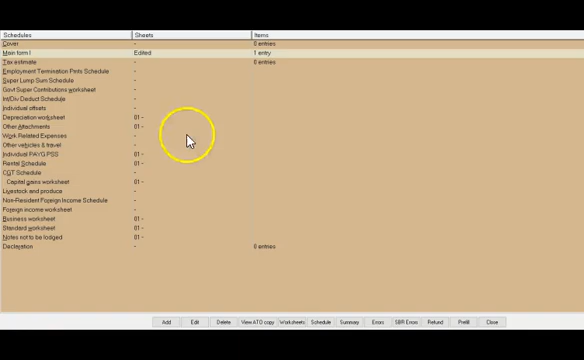 Schedules Sheets Items
Cover - 0 entries
Main form I Edited 1 entry
Tax estimate - 0 entries
Employment Termination Pmts Schedule -
Super Lump Sum Schedule -
Govt Super Contributions worksheet -
Int/Div Deduct Schedule -
Individual offsets -
Depreciation worksheet 01 -
Other Attachments 01 -
Work Related Expenses -
Other vehicles & travel -
Individual PAYG PSS 01 -
Rental Schedule 01 -
CGT Schedule -
Capital gains worksheet 01 -
Livestock and produce -
Non-Resident Foreign Income Schedule -
Foreign income worksheet -
Business worksheet 01 -
Standard worksheet 01 -
Notes not to be lodged 01 -
Declaration 0 entries
Add Edit Delete View ATO copy Worksheets Schedule Summary Errors SBR Errors Refund Prefill Close